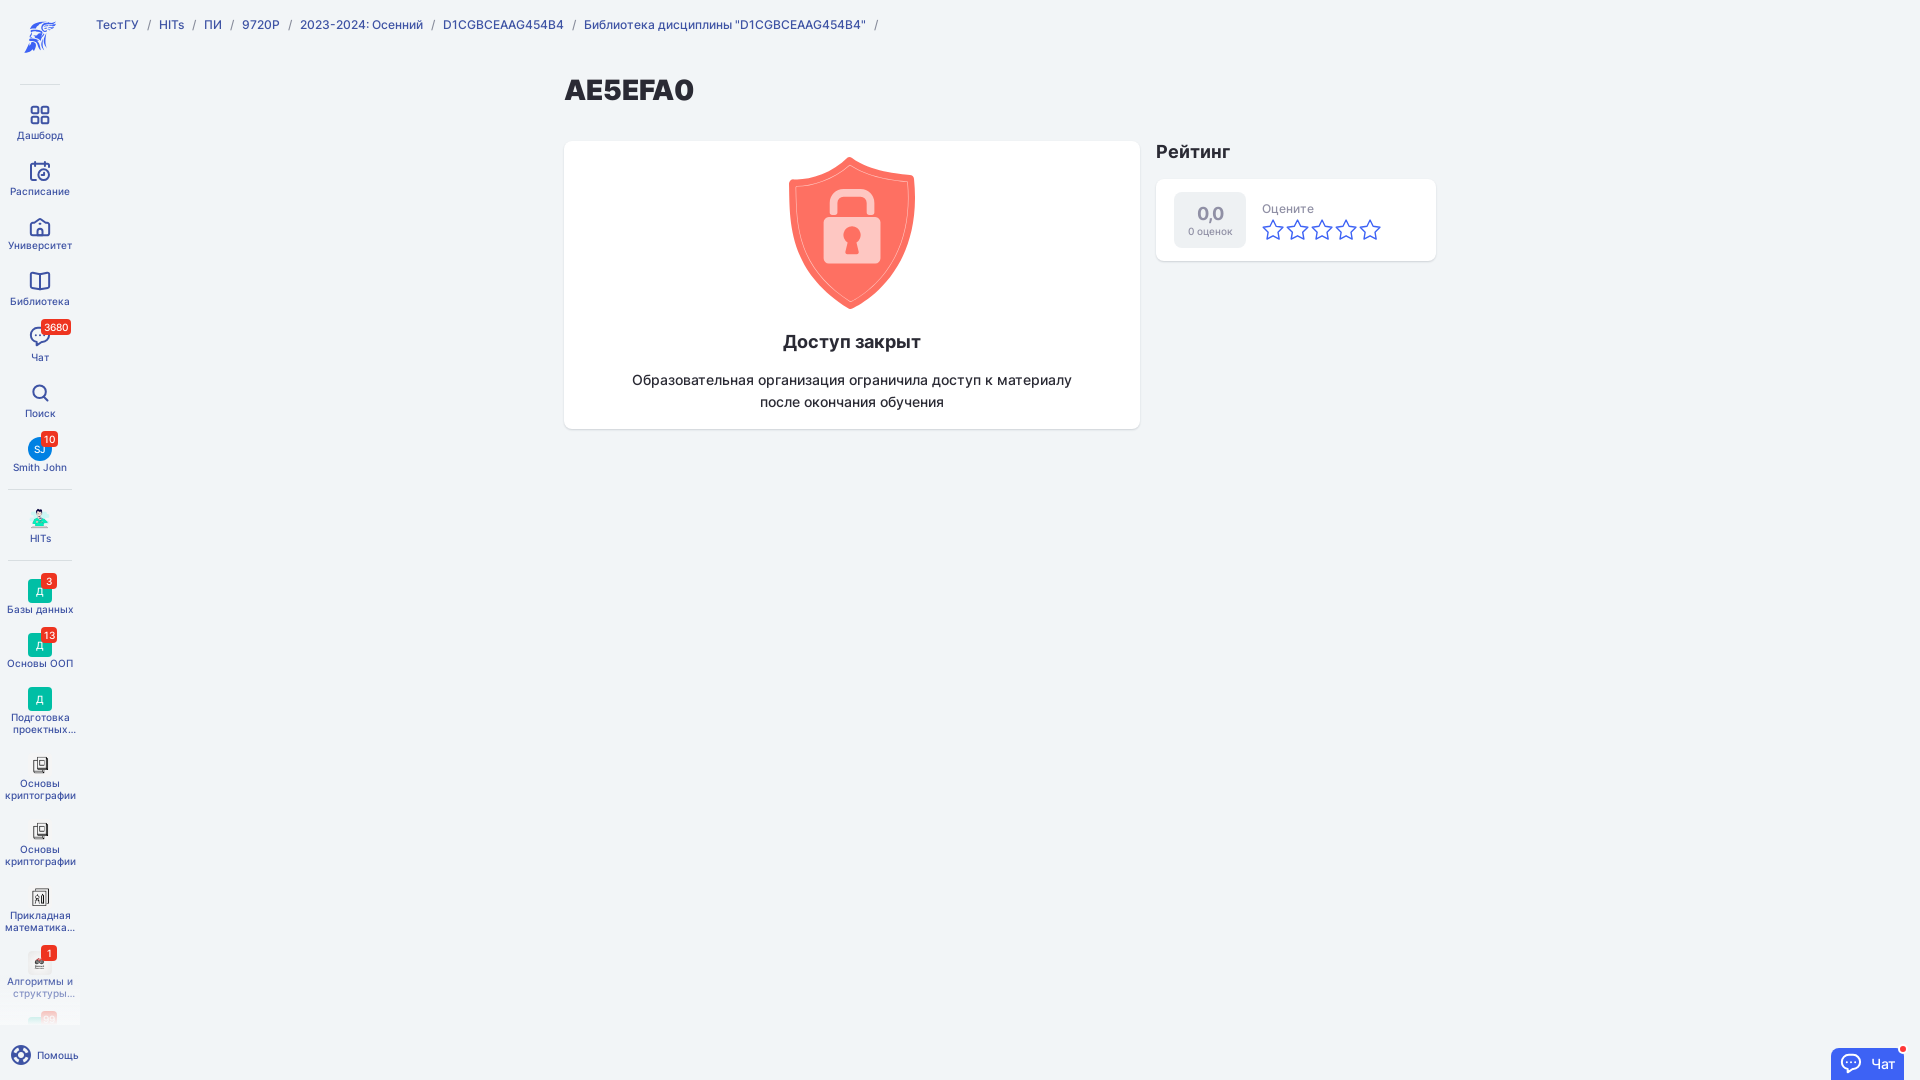 ТестГУ / HITs / ПИ / 9720Р / 2023-2024: Осенний / D1CGBCEAAG454B4 / Библиотека дисциплины "D1CGBCEAAG454B4" /
AE5EFA0
Доступ закрыт
Образовательная организация ограничила доступ к материалу
после окончания обучения
Рейтинг
0,0
0 оценок
Оцените
Дашборд
Расписание
Университет
Библиотека
3680
Чат
Поиск
10
SJ
Smith John
HITs
3
Д
Базы данных
13
Д
Основы ООП
Д
Подготовка
проектных...
Основы
криптографии
Основы
криптографии
Прикладная
математика...
1
Алгоритмы и
структуры...
Помощь
Чат